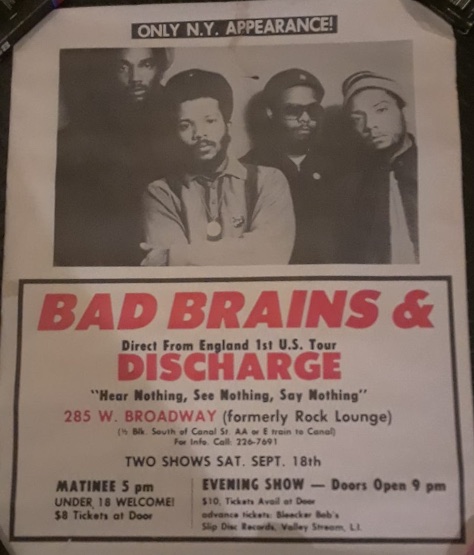 ONLY N.Y. APPEARANCE!
BAD BRAINS &
Direct From England 1st U.S. Tour
DISCHARGE
"Hear Nothing, See Nothing, Say Nothing"
285 W. BROADWAY (formerly Rock Lounge)
(½ Blk. South of Canal St. AA or E train to Canal)
For Info. Call: 226-7691
TWO SHOWS SAT. SEPT. 18th
MATINEE 5 pm
UNDER 18 WELCOME!
$8 Tickets at Door
EVENING SHOW — Doors Open 9 pm
$10, Tickets Avail at Door
advance tickets: Bleecker Bob's
Slip Disc Records, Valley Stream, L.I.